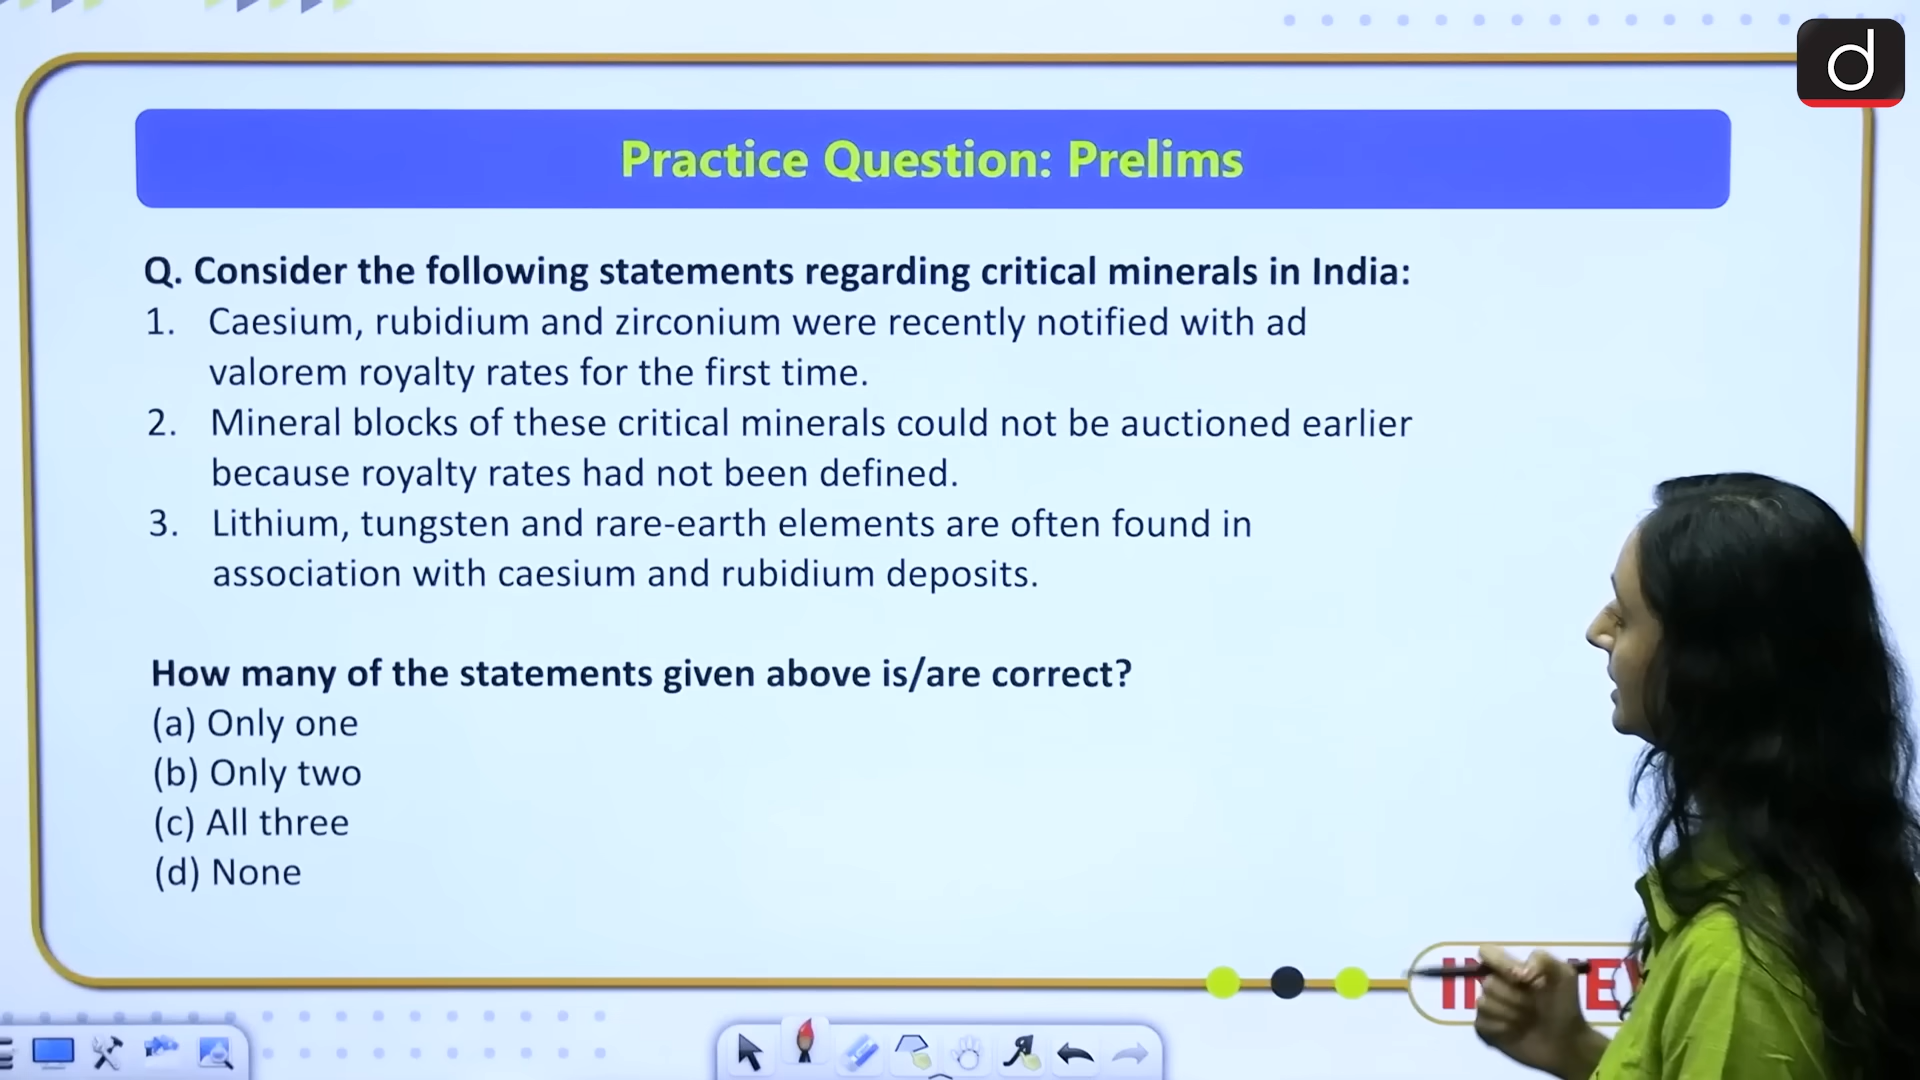 d
Practice Question: Prelims
Q. Consider the following statements regarding critical minerals in India:
1. Caesium, rubidium and zirconium were recently notified with ad
valorem royalty rates for the first time.
2. Mineral blocks of these critical minerals could not be auctioned earlier
because royalty rates had not been defined.
3. Lithium, tungsten and rare-earth elements are often found in
association with caesium and rubidium deposits.
How many of the statements given above is/are correct?
(a) Only one
(b) Only two
(c) All three
(d) None